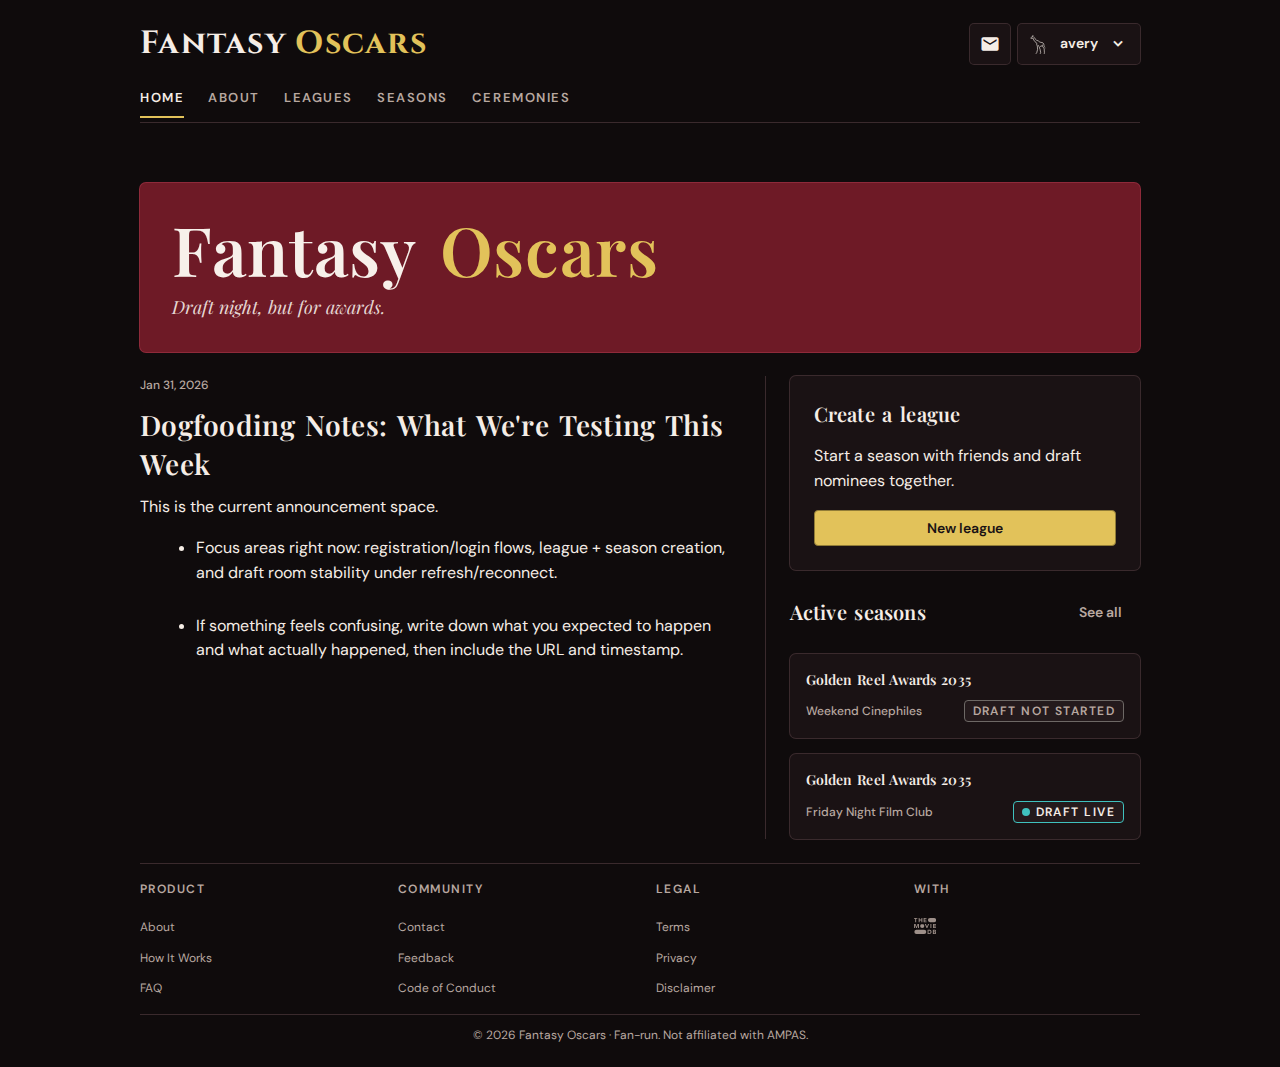 Fantasy Oscars
avery
HOME ABOUT LEAGUES SEASONS CEREMONIES
Fantasy Oscars
Draft night, but for awards.
Jan 31, 2026
Dogfooding Notes: What We're Testing This
Week
This is the current announcement space.
• Focus areas right now: registration/login flows, league + season creation,
and draft room stability under refresh/reconnect.
• If something feels confusing, write down what you expected to happen
and what actually happened, then include the URL and timestamp.
Create a league
Start a season with friends and draft
nominees together.
New league
Active seasons
See all
Golden Reel Awards 2035
Weekend Cinephiles
DRAFT NOT STARTED
Golden Reel Awards 2035
Friday Night Film Club
DRAFT LIVE
PRODUCT
About
How It Works
FAQ
COMMUNITY
Contact
Feedback
Code of Conduct
LEGAL
Terms
Privacy
Disclaimer
WITH
THE
MOVIE
DB
© 2026 Fantasy Oscars · Fan-run. Not affiliated with AMPAS.